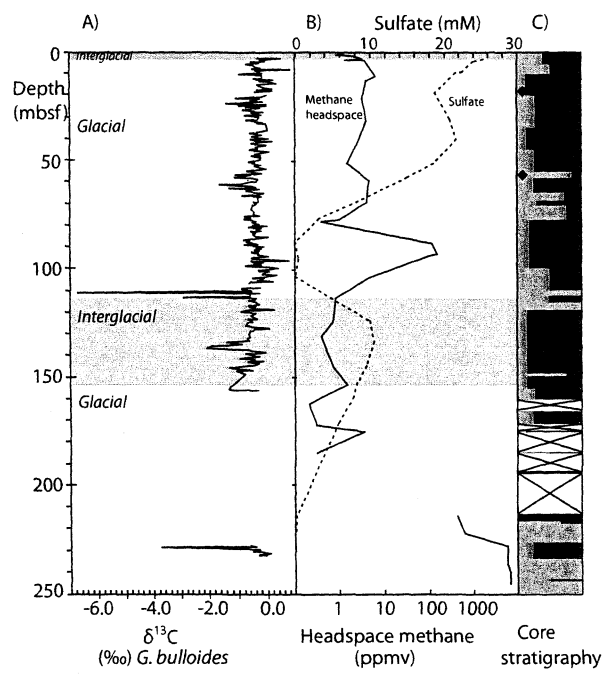 A)
B)
Sulfate (mM)
C)
0
10
20
30
0
50
100
150
200
250
Depth
(mbsf)
Interglacial
Glacial
Interglacial
Glacial
Methane
headspace
Sulfate
-6.0
-4.0
-2.0
0.0
1
10
100
1000
δ¹³C
(‰) G. bulloides
Headspace methane
(ppmv)
Core
stratigraphy